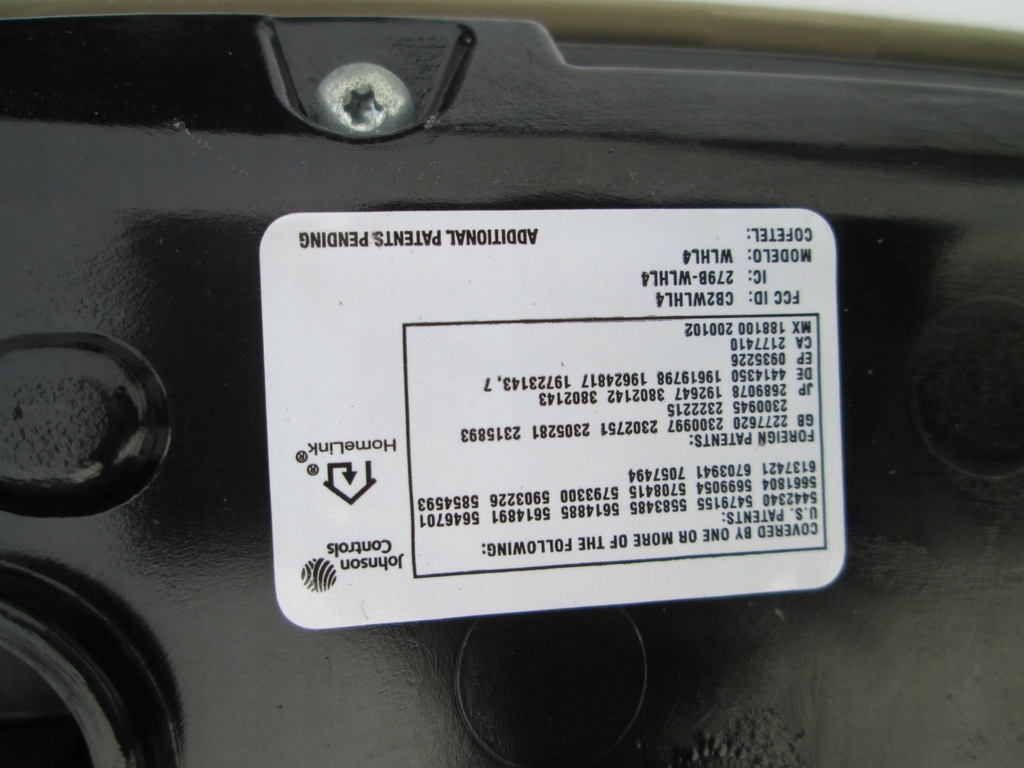 Johnson
Controls
HomeLink®
®
COVERED BY ONE OR MORE OF THE FOLLOWING:
U.S. PATENTS:
5442340 5479155 5583485 5614885 5614891 5646701
5661804 5699054 5708415 5793300 5903226 5854593
6137421 6703941 7057494
FOREIGN PATENTS:
GB 2277620 2300997 2302751 2305281 2315893
2300945 2322215
JP 2689078 192647 3802142 3802143
DE 4414350 19619798 19624817 19723143,7
EP 0935226
CA 2177410
MX 188100 200102
FCC ID: CB2WLHL4
IC: 279B-WLHL4
MODELO: WLHL4
COFETEL:
ADDITIONAL PATENTS PENDING